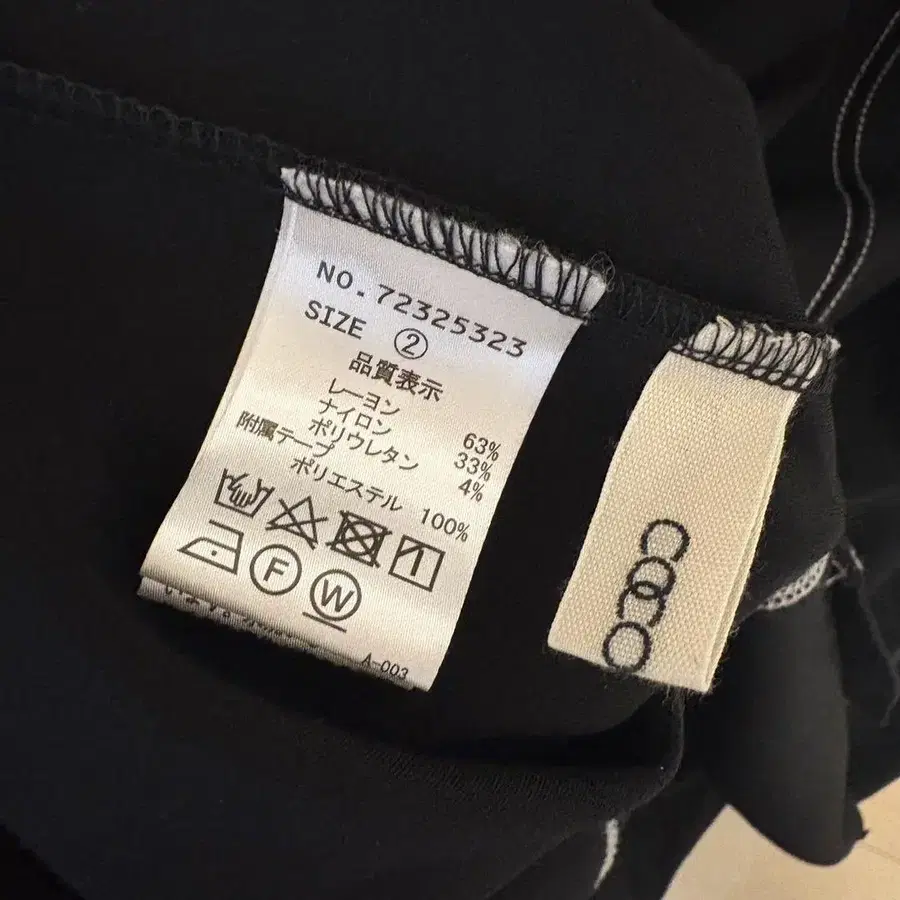 NO. 72325323
SIZE ②
品質表示
レーヨン 63%
ナイロン 33%
ポリウレタン 4%
附属テープ
ポリエステル 100%
F
W
A-003
COCO